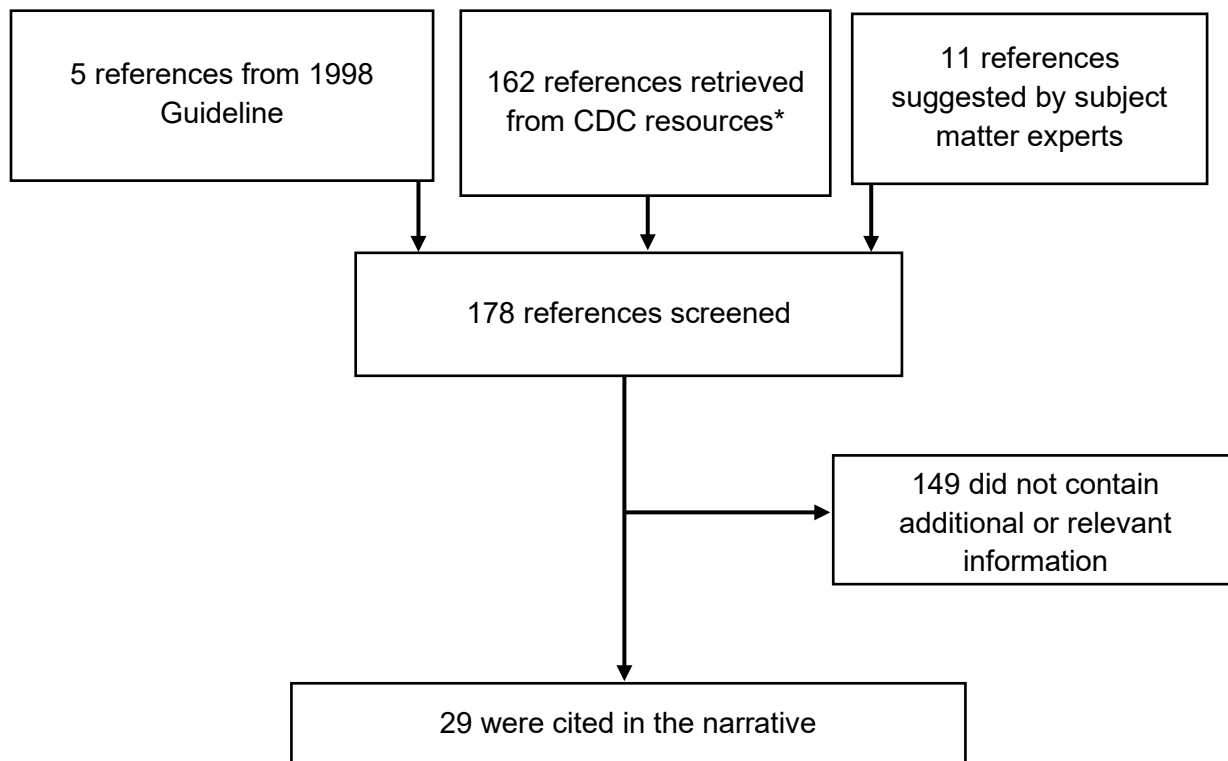 5 references from 1998
Guideline
162 references retrieved
from CDC resources*
11 references
suggested by subject
matter experts
178 references screened
149 did not contain
additional or relevant
information
29 were cited in the narrative